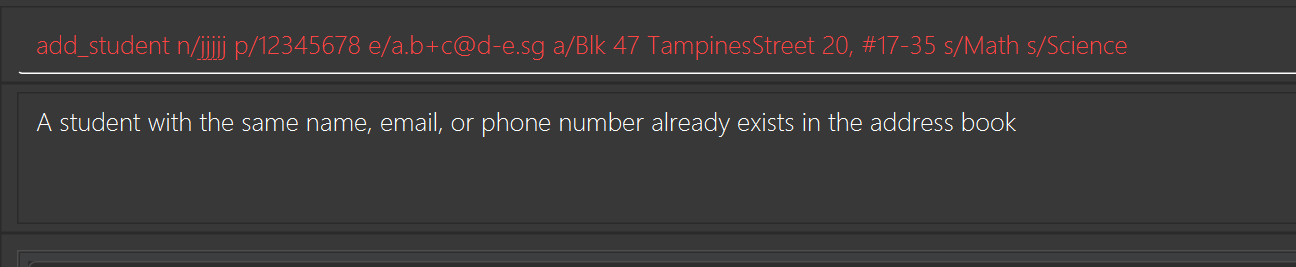 add_student n/jjjjj p/12345678 e/a.b+c@d-e.sg a/Blk 47 TampinesStreet 20, #17-35 s/Math s/Science
A student with the same name, email, or phone number already exists in the address book